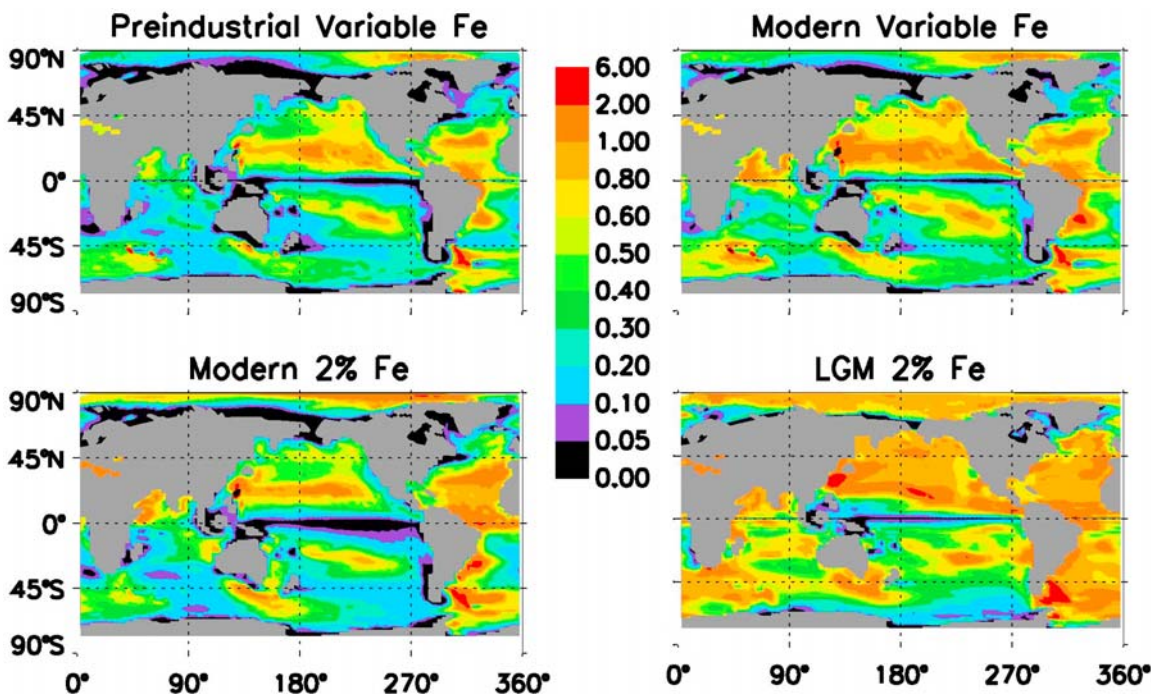 Preindustrial Variable Fe
Modern Variable Fe
90°N
45°N
0°
45°S
90°S
6.00
2.00
1.00
0.80
0.60
0.50
0.40
0.30
0.20
0.10
0.05
0.00
Modern 2% Fe
LGM 2% Fe
90°N
45°N
0°
45°S
90°S
0°
90°
180°
270°
360°
0°
90°
180°
270°
360°